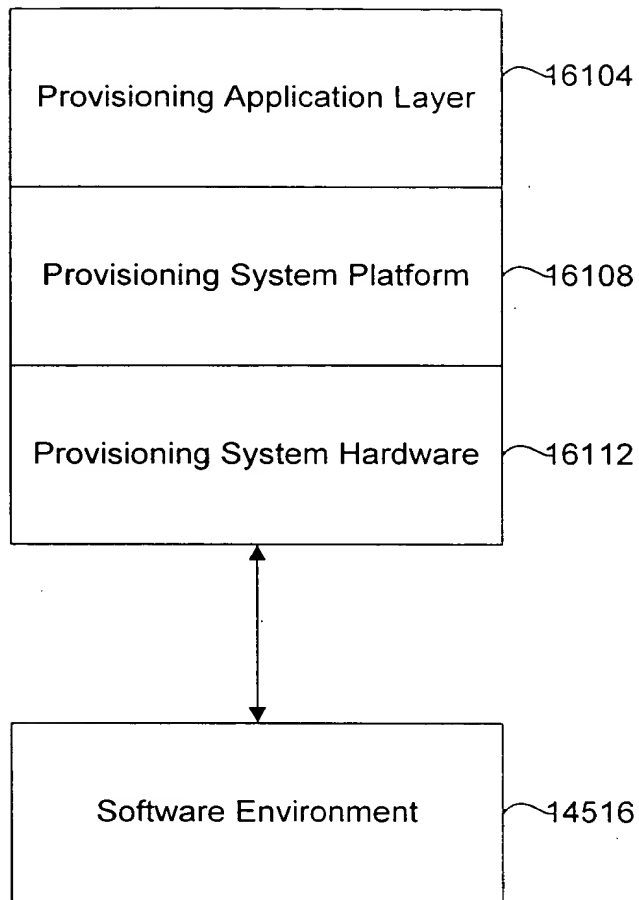 Provisioning Application Layer
16104
Provisioning System Platform
16108
Provisioning System Hardware
16112
Software Environment
14516